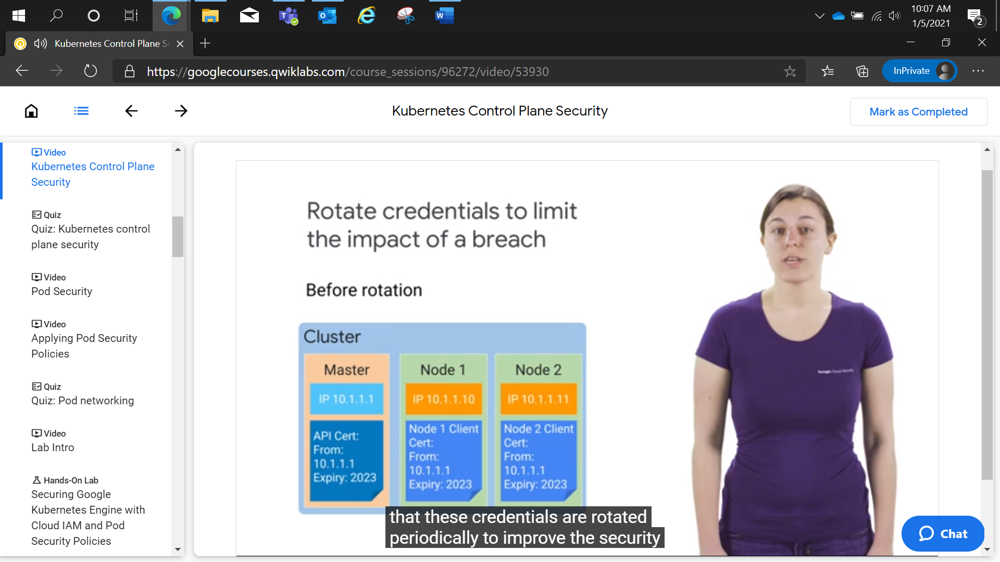 10:07 AM
1/5/2021
2
Kubernetes Control Plane
https://googlecourses.qwiklabs.com/course_sessions/96272/video/53930
InPrivate
Kubernetes Control Plane Security
Mark as Completed
Video
Kubernetes Control Plane
Security
Quiz
Quiz: Kubernetes control
plane security
Video
Pod Security
Video
Applying Pod Security
Policies
Quiz
Quiz: Pod networking
Video
Lab Intro
Hands-On Lab
Securing Google
Kubernetes Engine with
Cloud IAM and Pod
Security Policies
Rotate credentials to limit
the impact of a breach
Before rotation
Cluster
Master
IP 10.1.1.1
API Cert:
From:
10.1.1.1
Expiry: 2023
Node 1
IP 10.1.1.10
Node 1 Client
Cert:
From:
10.1.1.1
Expiry: 2023
Node 2
IP 10.1.1.11
Node 2 Client
Cert:
From:
10.1.1.1
Expiry: 2023
Google Cloud Security
that these credentials are rotated
periodically to improve the security
Chat